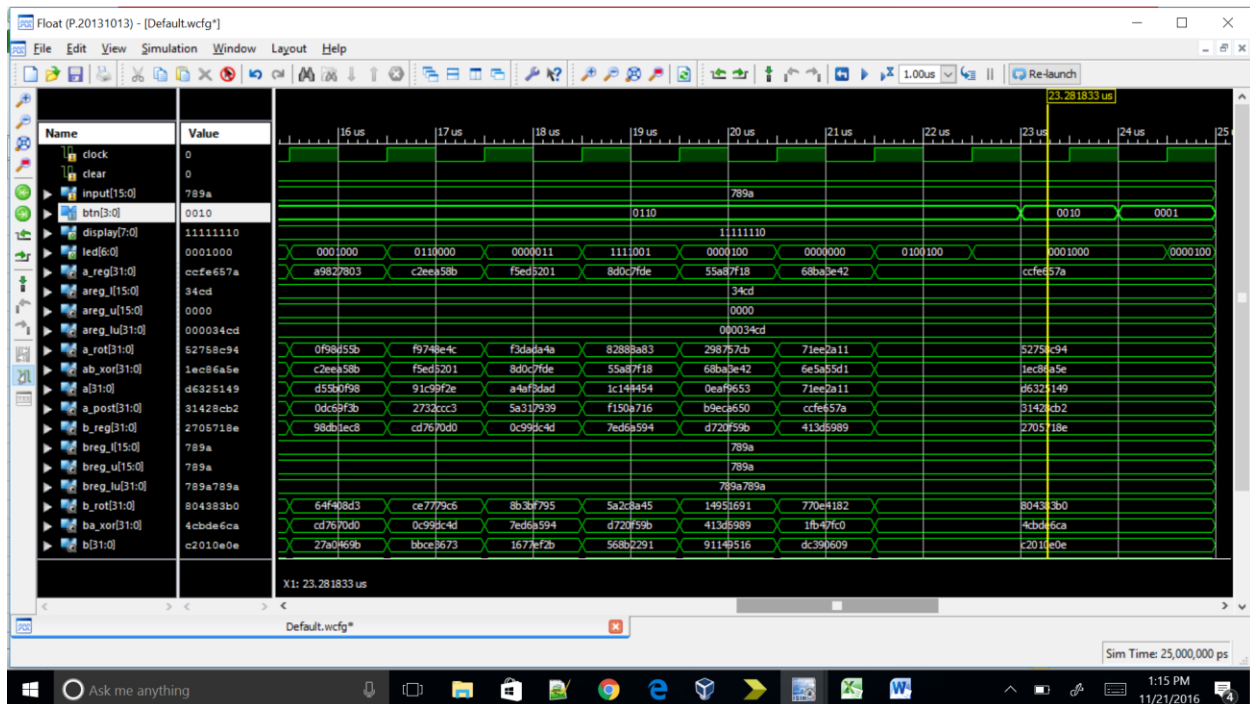 Float (P.20131013) - [Default.wcfg*]
File Edit View Simulation Window Layout Help
1.00us Re-launch
23.281833 us
Name Value 16 us 17 us 18 us 19 us 20 us 21 us 22 us 23 us 24 us 25
clock 0
clear 0
input[15:0] 789a 789a
btn[3:0] 0010 0110 0010 0001
display[7:0] 11111110 11111110
led[6:0] 0001000 0001000 0110000 0000011 1111001 0000100 0000000 0100100 0001000 0000100
a_reg[31:0] ccfe657a a9827803 c2eea58b f5ed5201 8d0c7fde 55a87f18 68ba3e42 ccfe657a
areg_l[15:0] 34cd 34cd
areg_u[15:0] 0000 0000
areg_lu[31:0] 000034cd 000034cd
a_rot[31:0] 52758c94 0f98d55b f9748e4c f3dada4a 82888a83 298757cb 71ee2a11 52758c94
ab_xor[31:0] 1ec86a5e c2eea58b f5ed5201 8d0c7fde 55a87f18 68ba3e42 6e5a55d1 1ec86a5e
a[31:0] d6325149 d55b0f98 91c99f2e a4af3dad 1c144454 0eaf9653 71ee2a11 d6325149
a_post[31:0] 31428cb2 0dc69f3b 2732ccc3 5a317939 f150a716 b9eca650 ccfe657a 31428cb2
b_reg[31:0] 2705718e 98db1ec8 cd7670d0 0c99dc4d 7ed6a594 d720f59b 413d5989 2705718e
breg_l[15:0] 789a 789a
breg_u[15:0] 789a 789a
breg_lu[31:0] 789a789a 789a789a
b_rot[31:0] 804383b0 64f408d3 ce7779c6 8b3bf795 5a2c8a45 14951691 770e4182 804383b0
ba_xor[31:0] 4cbde6ca cd7670d0 0c99dc4d 7ed6a594 d720f59b 413d5989 1fb47fc0 4cbde6ca
b[31:0] c2010e0e 27a0469b bbce3673 1677ef2b 568b2291 91149516 dc390609 c2010e0e
X1: 23.281833 us
Default.wcfg*
Sim Time: 25,000,000 ps
Ask me anything
1:15 PM
11/21/2016